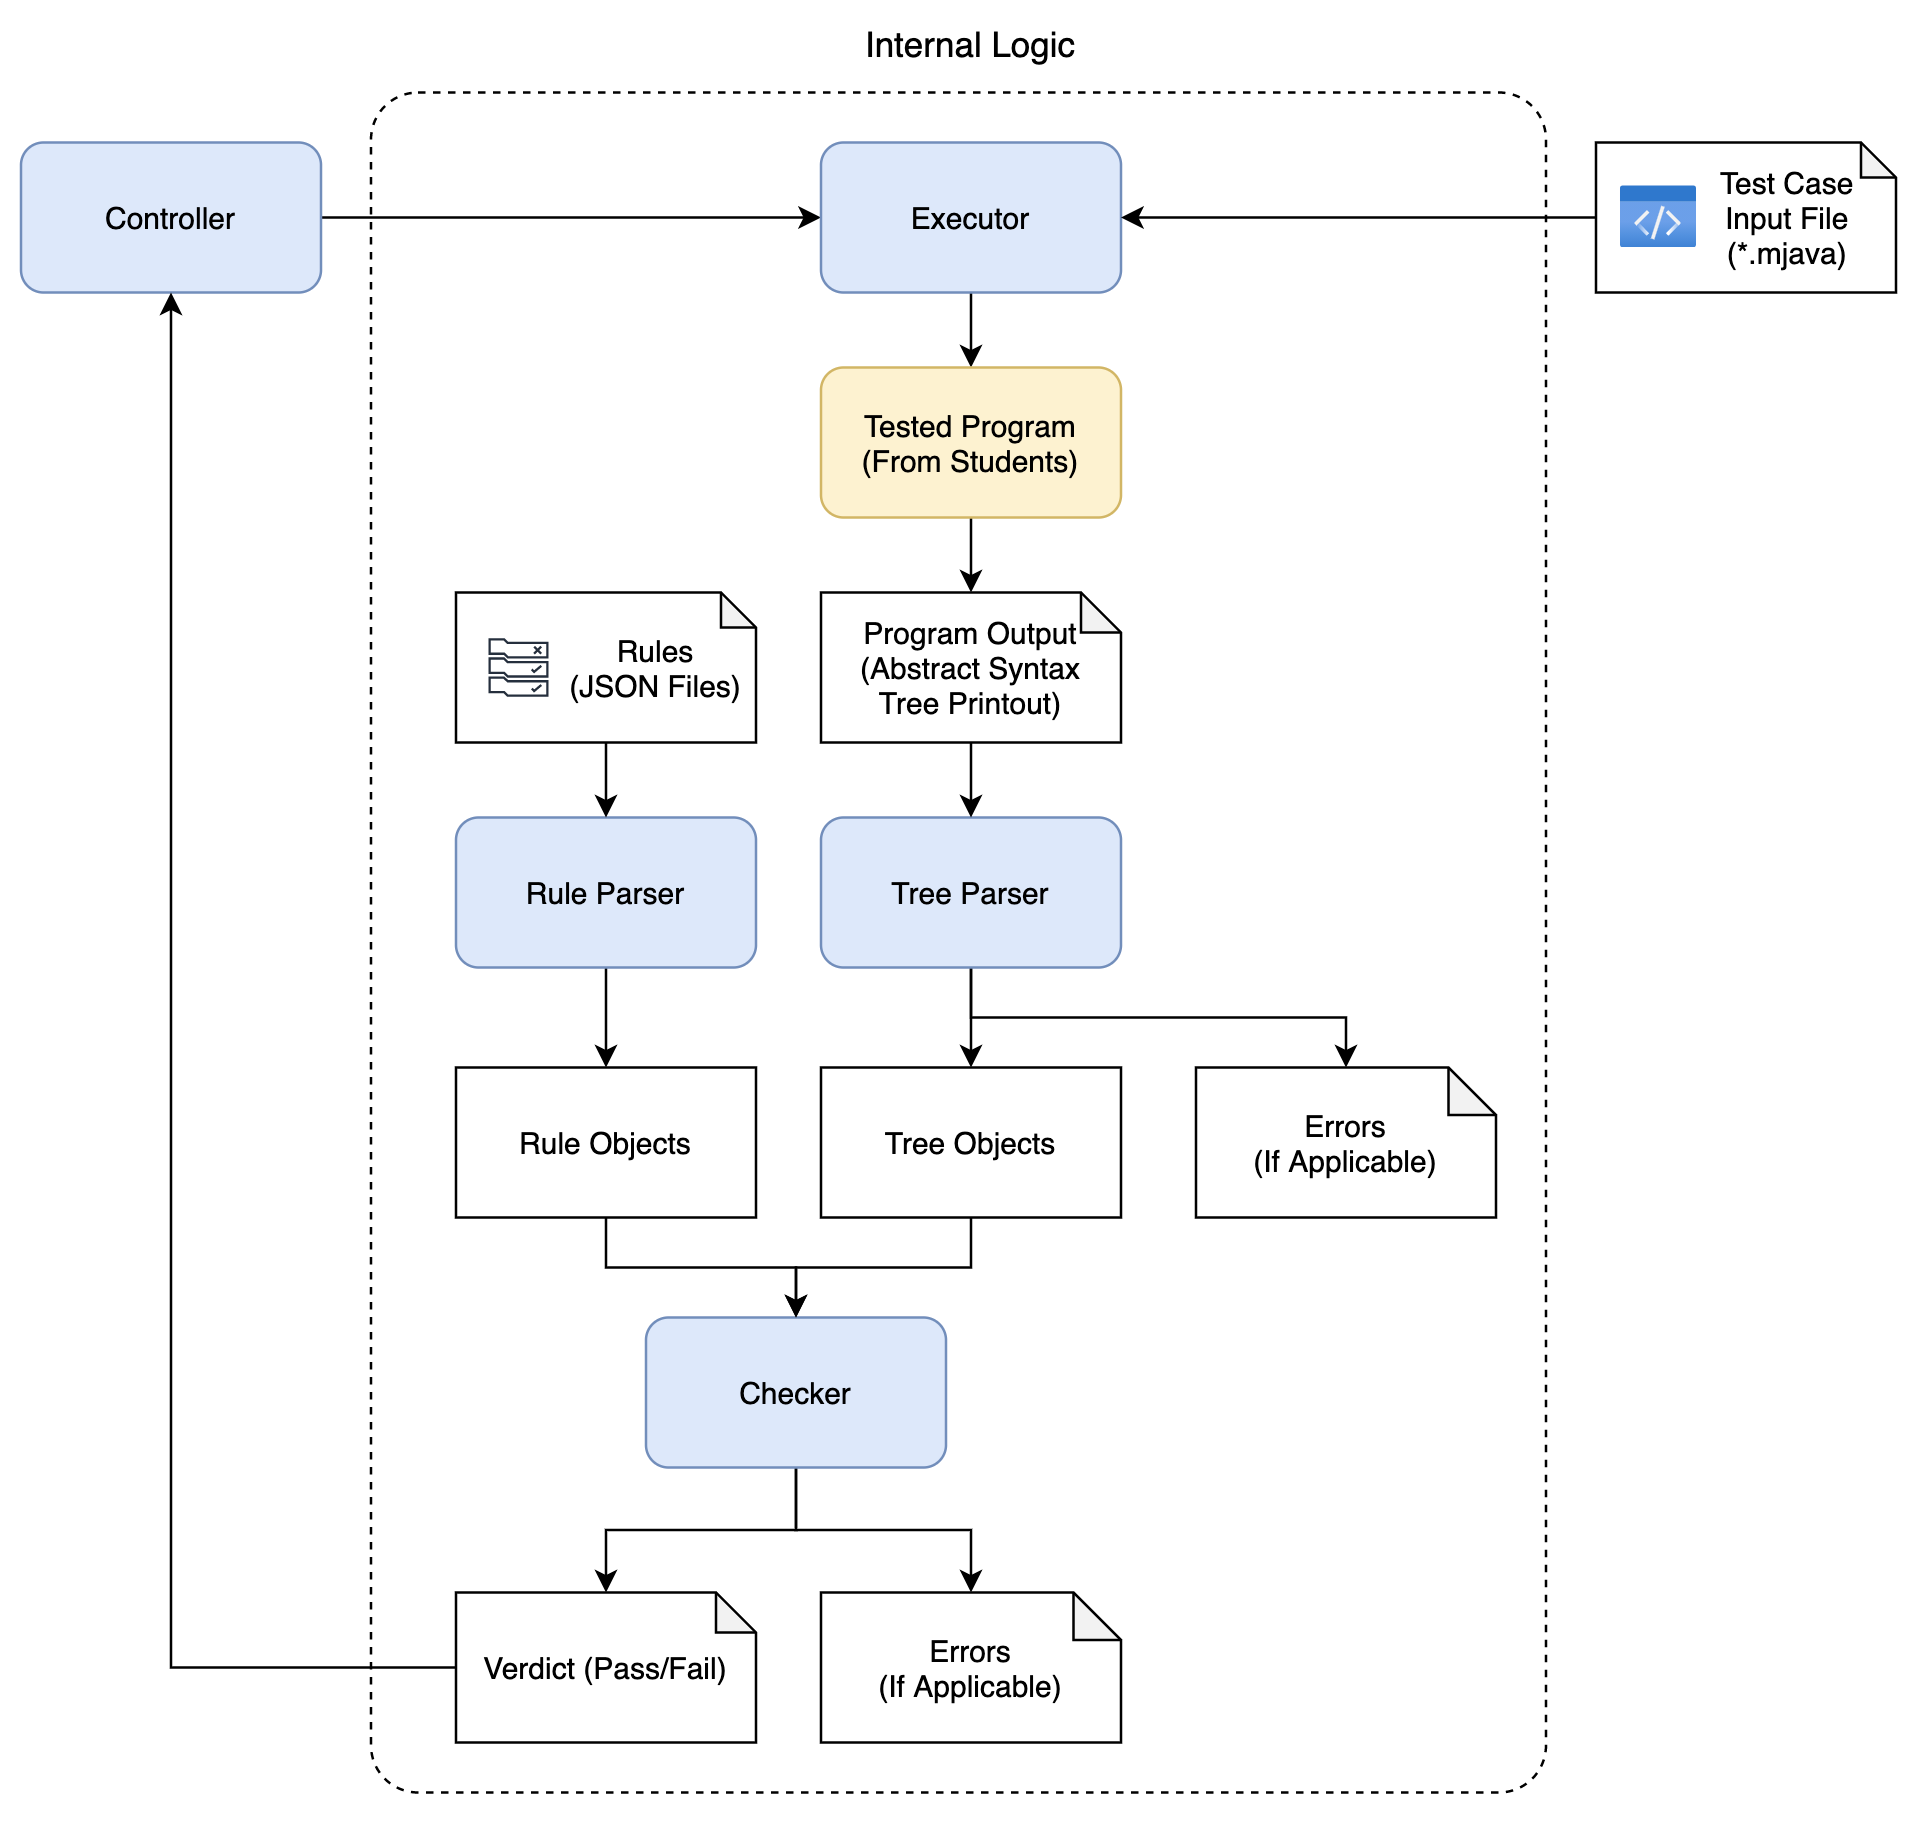 Internal Logic
Controller
Executor
Test Case
Input File
(*.mjava)
Tested Program
(From Students)
Rules
(JSON Files)
Program Output
(Abstract Syntax
Tree Printout)
Rule Parser
Tree Parser
Rule Objects
Tree Objects
Errors
(If Applicable)
Checker
Verdict (Pass/Fail)
Errors
(If Applicable)